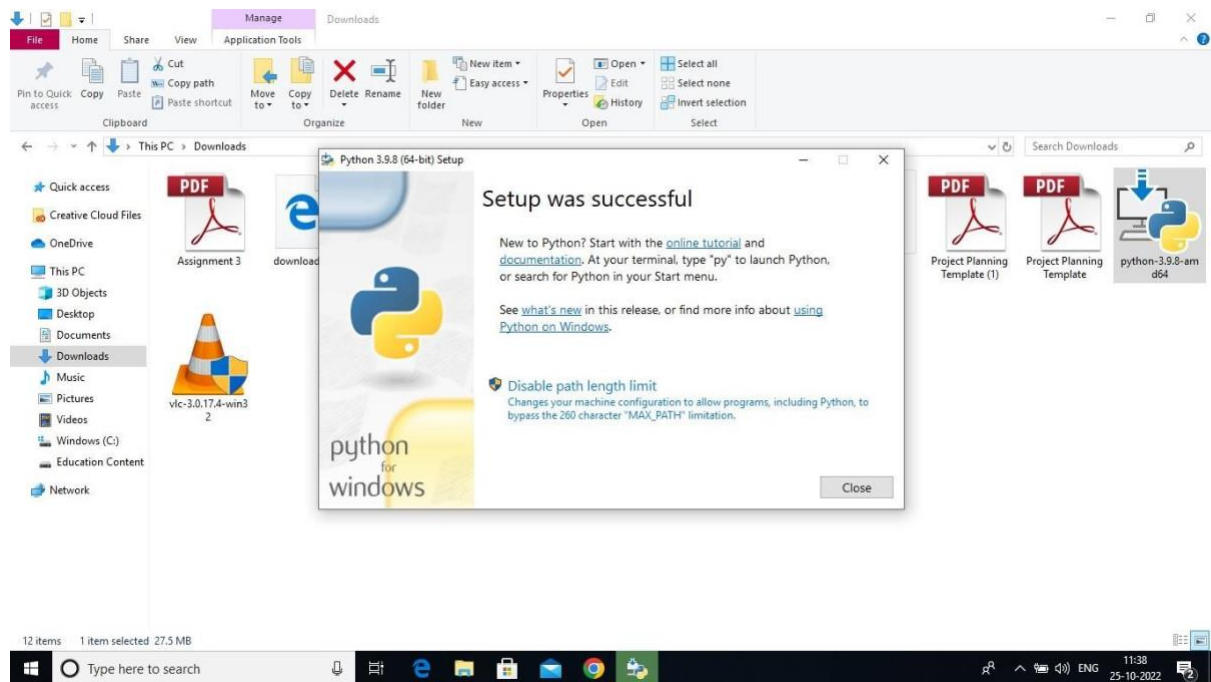 Manage
Downloads
File
Home
Share
View
Application Tools
Pin to Quick access
Copy
Paste
Cut
Copy path
Paste shortcut
Clipboard
Move to
Copy to
Delete
Rename
Organize
New folder
New item
Easy access
New
Properties
Open
Edit
History
Open
Select all
Select none
Invert selection
Select
This PC > Downloads
Search Downloads
Quick access
Creative Cloud Files
OneDrive
This PC
3D Objects
Desktop
Documents
Downloads
Music
Pictures
Videos
Windows (C:)
Education Content
Network
PDF
Assignment 3
download
vlc-3.0.17.4-win3
2
Python 3.9.8 (64-bit) Setup
Setup was successful
New to Python? Start with the online tutorial and
documentation. At your terminal, type "py" to launch Python,
or search for Python in your Start menu.
See what's new in this release, or find more info about using
Python on Windows.
Disable path length limit
Changes your machine configuration to allow programs, including Python, to
bypass the 260 character "MAX_PATH" limitation.
python
for
windows
Close
PDF
Project Planning
Template (1)
PDF
Project Planning
Template
python-3.9.8-am
d64
12 items
1 item selected 27.5 MB
Type here to search
ENG
11:38
25-10-2022
2